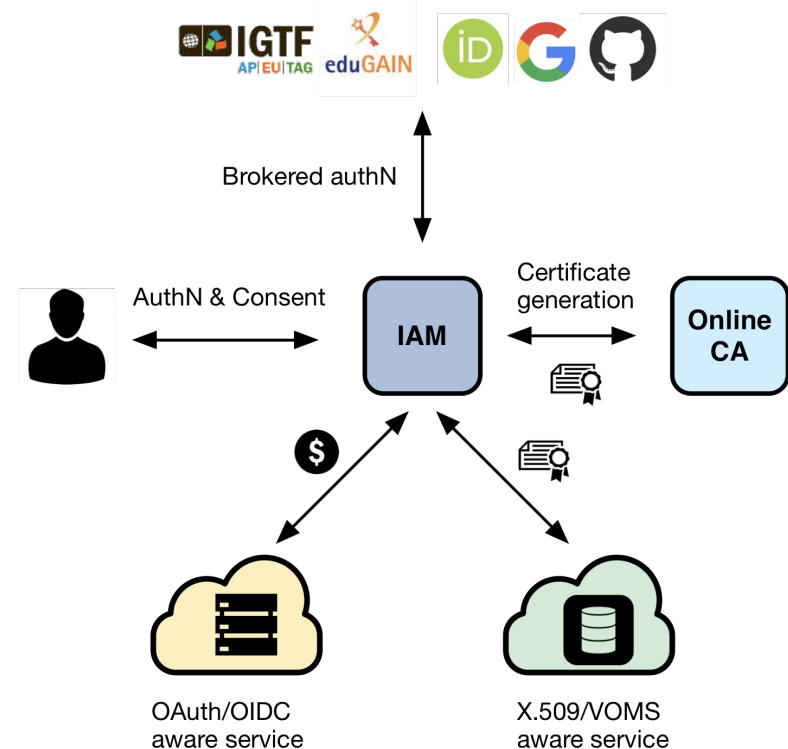 IGTF
AP|EU|TAG
eduGAIN
iD
G
Brokered authN
AuthN & Consent
IAM
Certificate
generation
Online
CA
$
OAuth/OIDC
aware service
X.509/VOMS
aware service